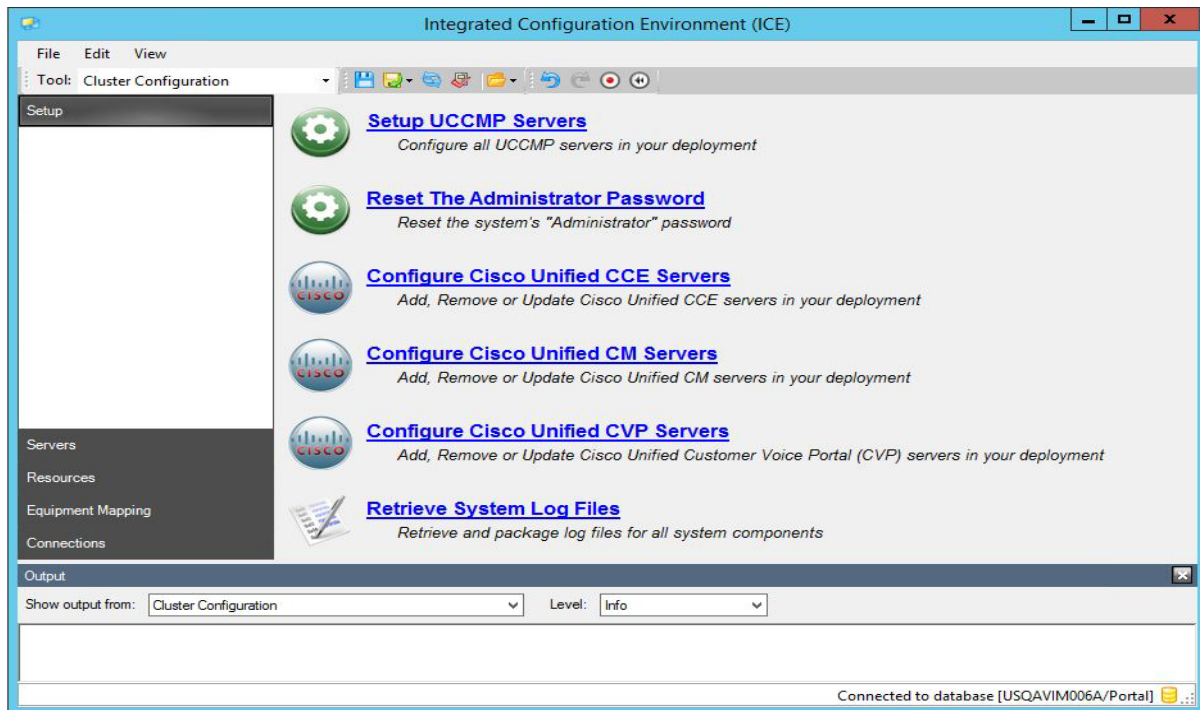 Integrated Configuration Environment (ICE)
File Edit View
Tool: Cluster Configuration
Setup
Setup UCCMP Servers
Configure all UCCMP servers in your deployment
Reset The Administrator Password
Reset the system's "Administrator" password
CISCO
Configure Cisco Unified CCE Servers
Add, Remove or Update Cisco Unified CCE servers in your deployment
CISCO
Configure Cisco Unified CM Servers
Add, Remove or Update Cisco Unified CM servers in your deployment
CISCO
Configure Cisco Unified CVP Servers
Add, Remove or Update Cisco Unified Customer Voice Portal (CVP) servers in your deployment
Retrieve System Log Files
Retrieve and package log files for all system components
Servers
Resources
Equipment Mapping
Connections
Output
Show output from: Cluster Configuration Level: Info
Connected to database [USQAVIM006A/Portal]